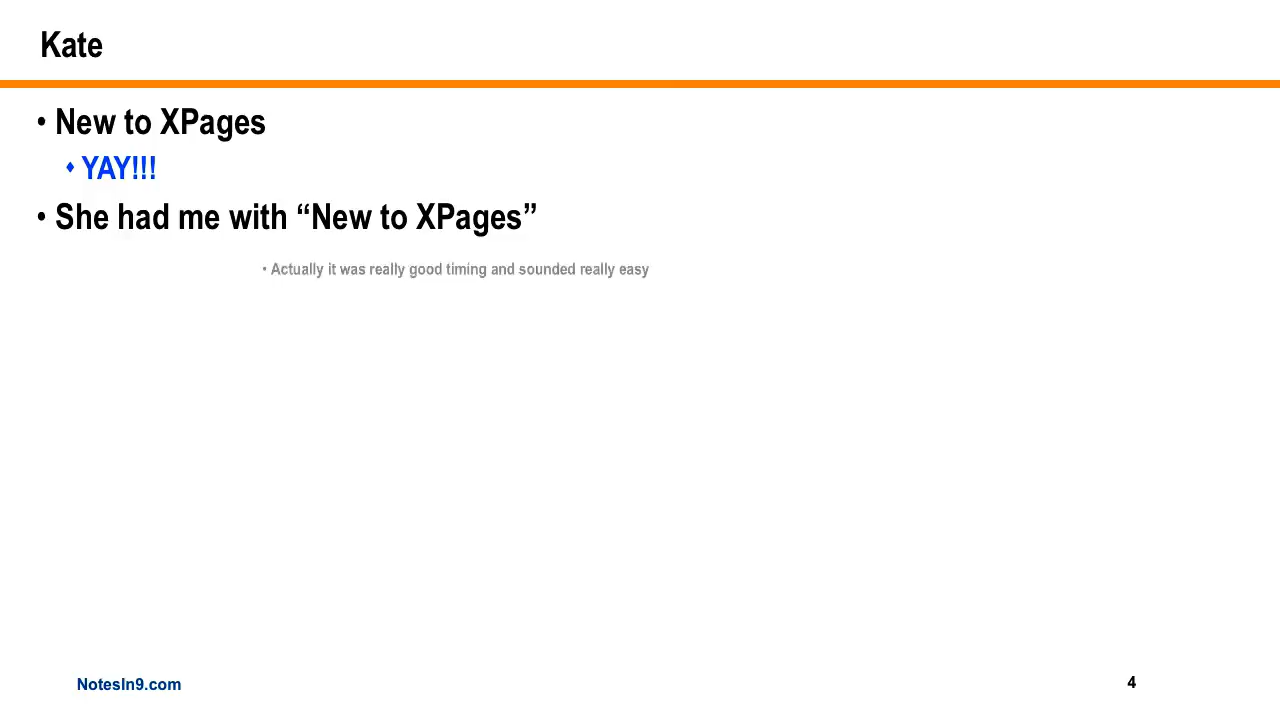 Kate
• New to XPages
♦ YAY!!!
• She had me with “New to XPages”
• Actually it was really good timing and sounded really easy
NotesIn9.com
4